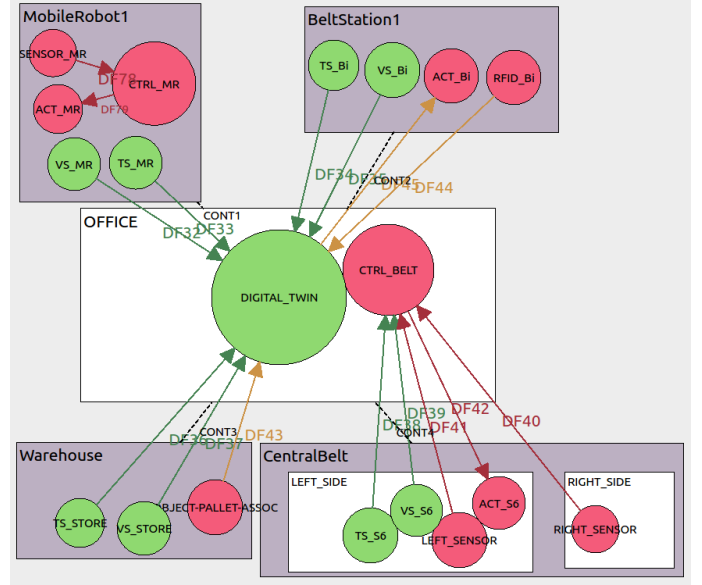 MobileRobot1
BeltStation1
SENSOR_MR
DF78
CTRL_MR
ACT_MR
DF79
VS_MR
TS_MR
TS_Bi
VS_Bi
ACT_Bi
RFID_Bi
DF34
DF35
DF45
CONT2
DF44
CONT1
OFFICE
DF32
DF33
DIGITAL_TWIN
CTRL_BELT
DF36
CONT3
DF37
DF43
DF38
DF39
CONT4
DF41
DF42
DF40
Warehouse
CentralBelt
TS_STORE
VS_STORE
BJECT-PALLET-ASSOC
LEFT_SIDE
RIGHT_SIDE
TS_S6
VS_S6
LEFT_SENSOR
ACT_S6
RIGHT_SENSOR